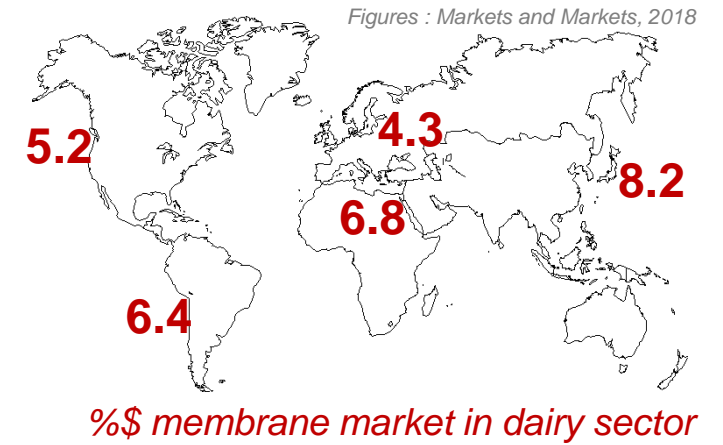 Figures : Markets and Markets, 2018
5.2
4.3
8.2
6.8
6.4
%$ membrane market in dairy sector